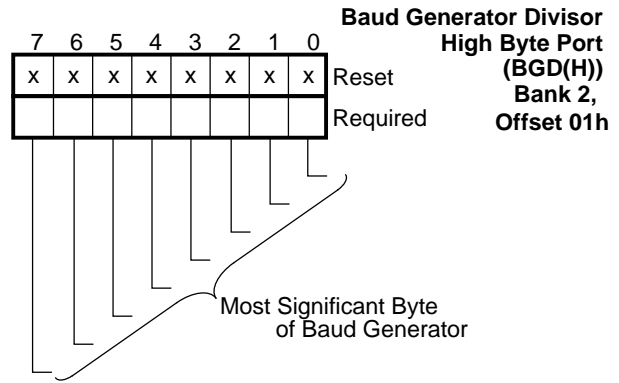 Baud Generator Divisor
High Byte Port
(BGD(H))
Bank 2,
Offset 01h
7 6 5 4 3 2 1 0
x x x x x x x x Reset
Required
Most Significant Byte
of Baud Generator